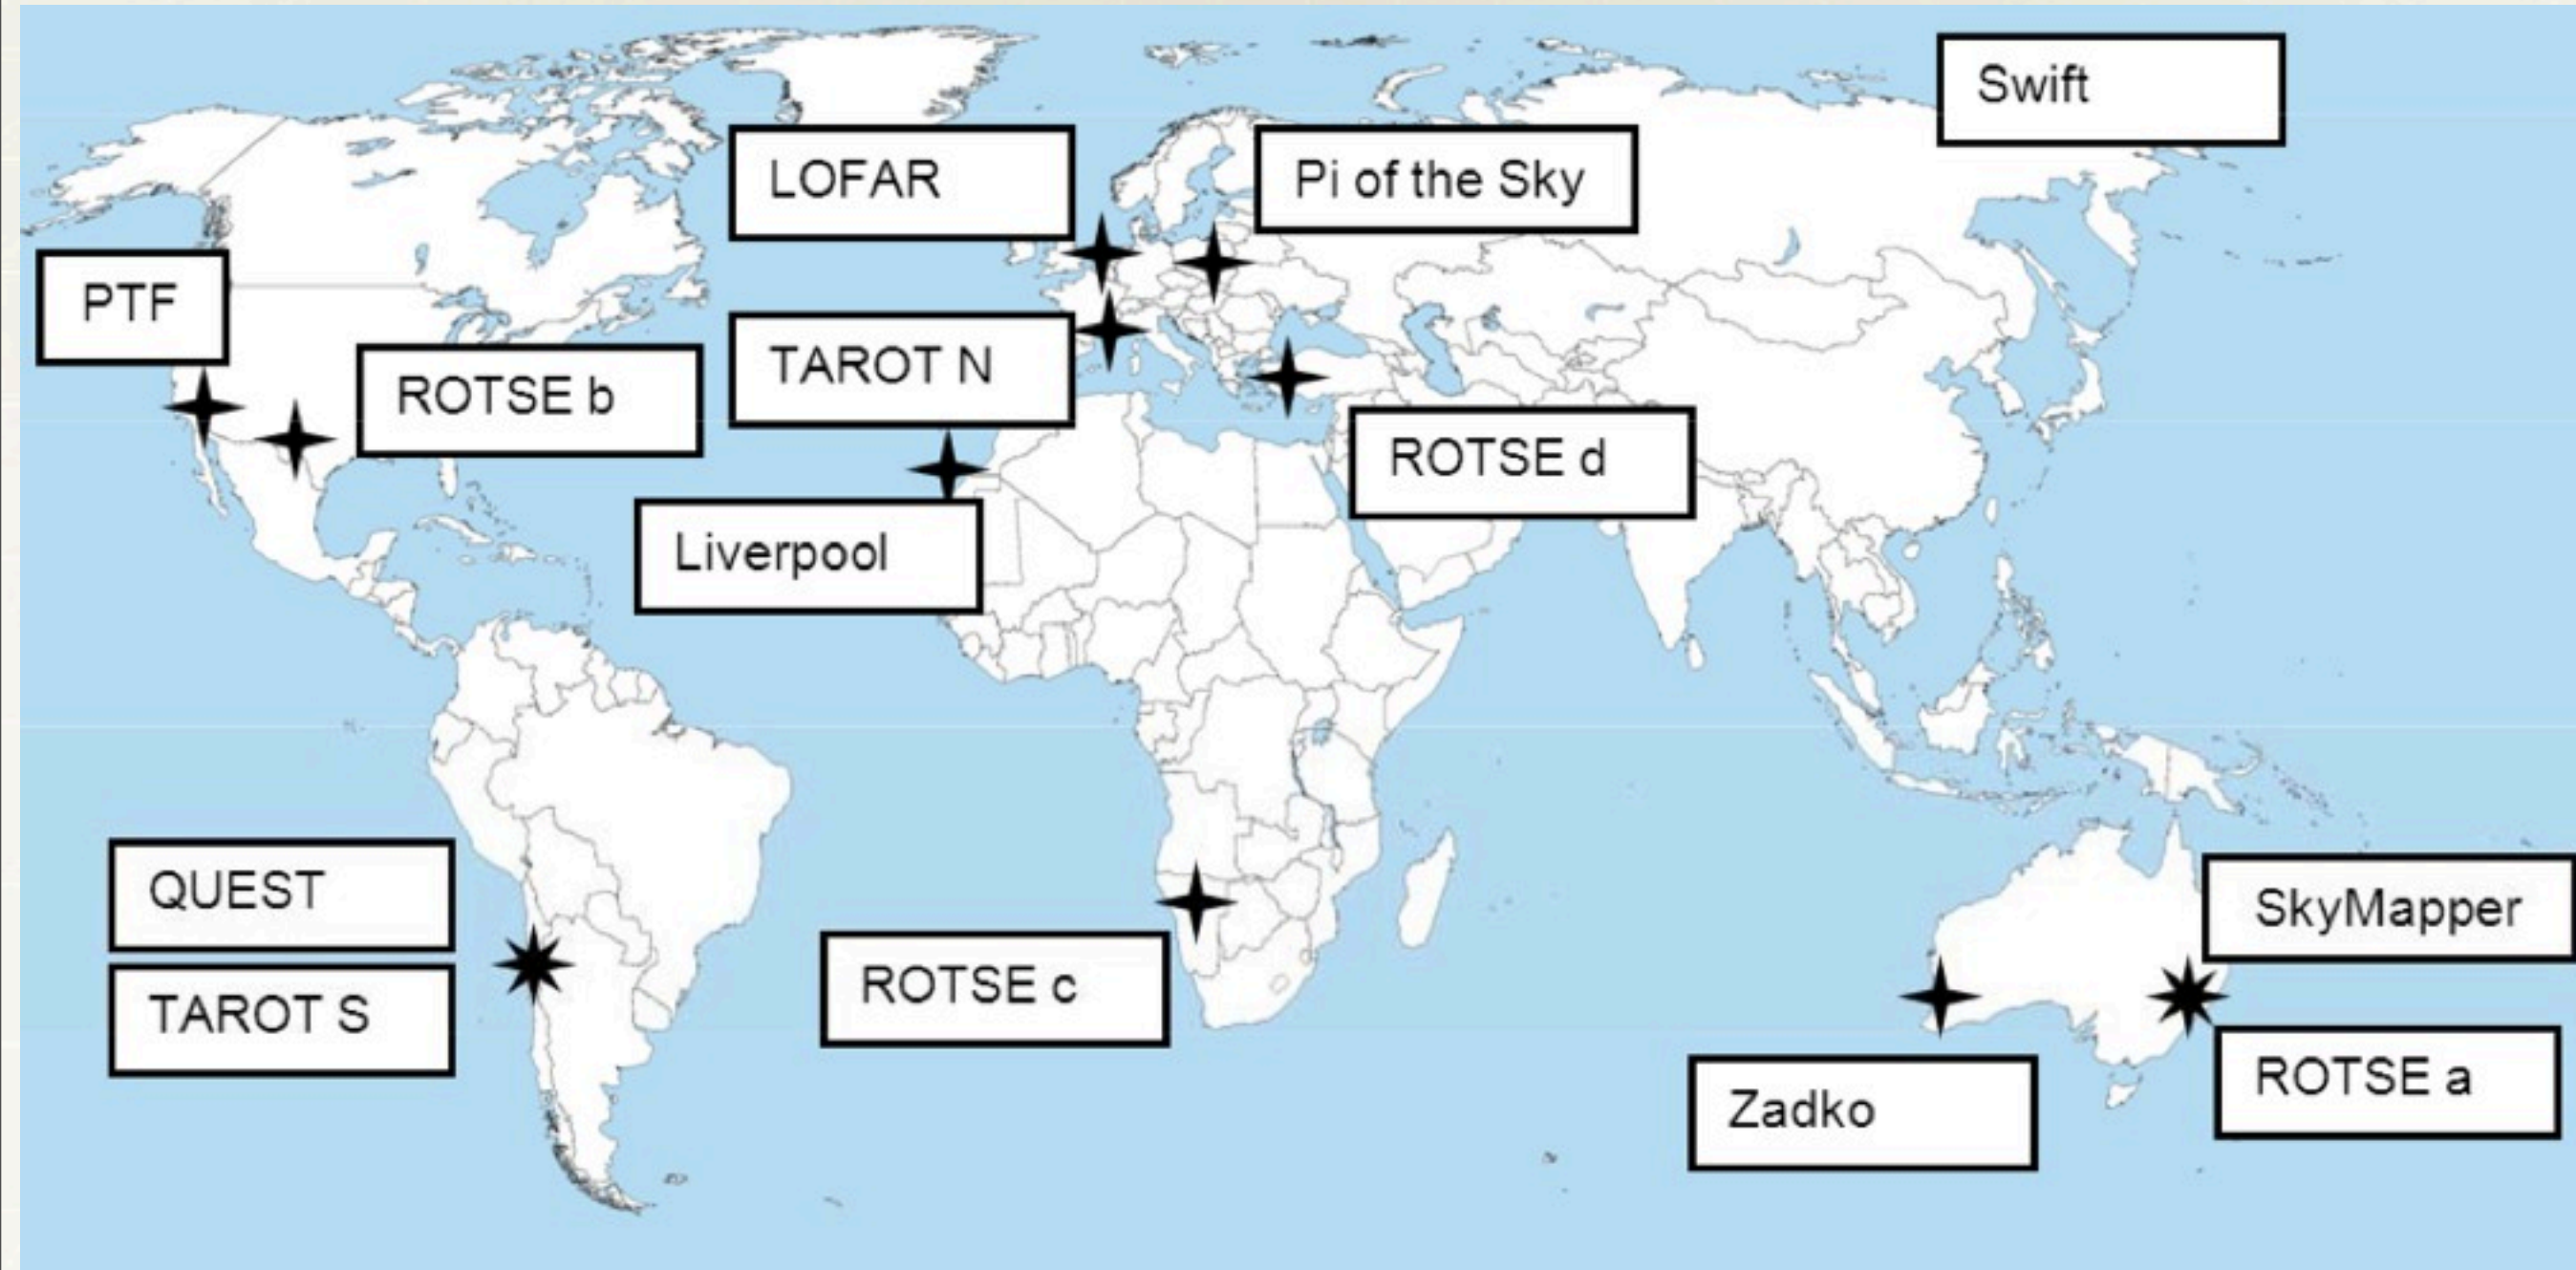 Swift
LOFAR
Pi of the Sky
PTF
TAROT N
ROTSE b
ROTSE d
Liverpool
QUEST
SkyMapper
ROTSE c
TAROT S
ROTSE a
Zadko